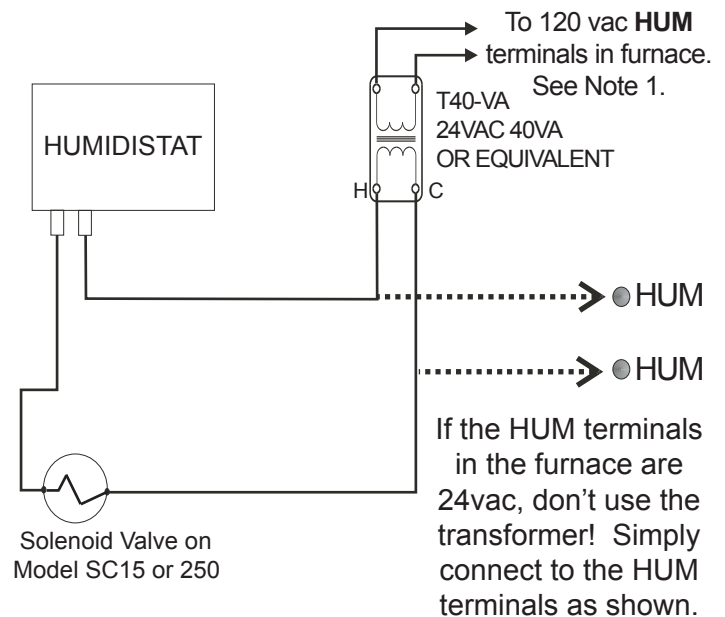 To 120 vac HUM
terminals in furnace.
See Note 1.
HUMIDISTAT
T40-VA
24VAC 40VA
OR EQUIVALENT
H
C
HUM
HUM
If the HUM terminals
in the furnace are
24vac, don’t use the
transformer! Simply
connect to the HUM
terminals as shown.
Solenoid Valve on
Model SC15 or 250